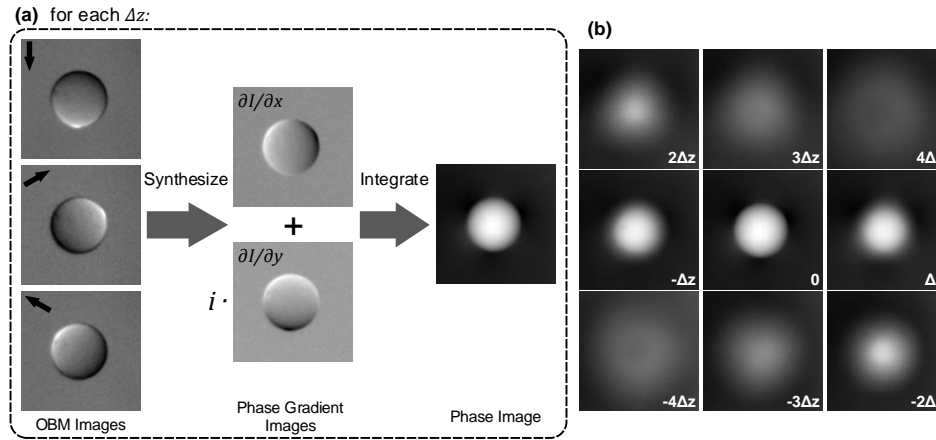 (a) for each Δz:
∂I/∂x
Synthesize
Integrate
+
∂I/∂y
i·
OBM Images
Phase Gradient
Images
Phase Image
(b)
2Δz
3Δz
4Δ
-Δz
0
Δ
-4Δz
-3Δz
-2Δ